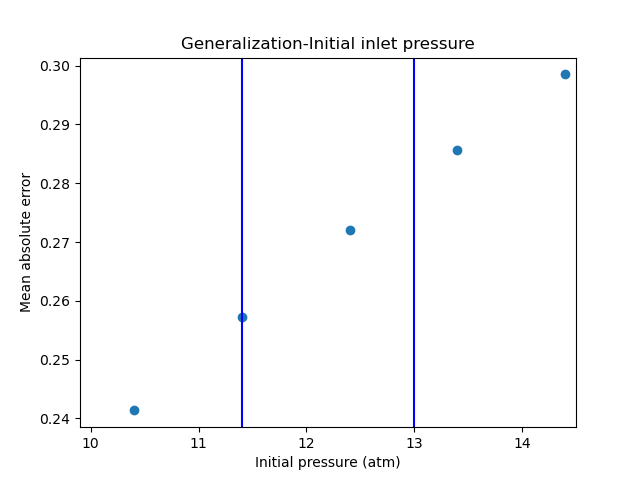 Generalization-Initial inlet pressure
0.30
0.29
0.28
0.27
0.26
0.25
0.24
Mean absolute error
10 11 12 13 14
Initial pressure (atm)